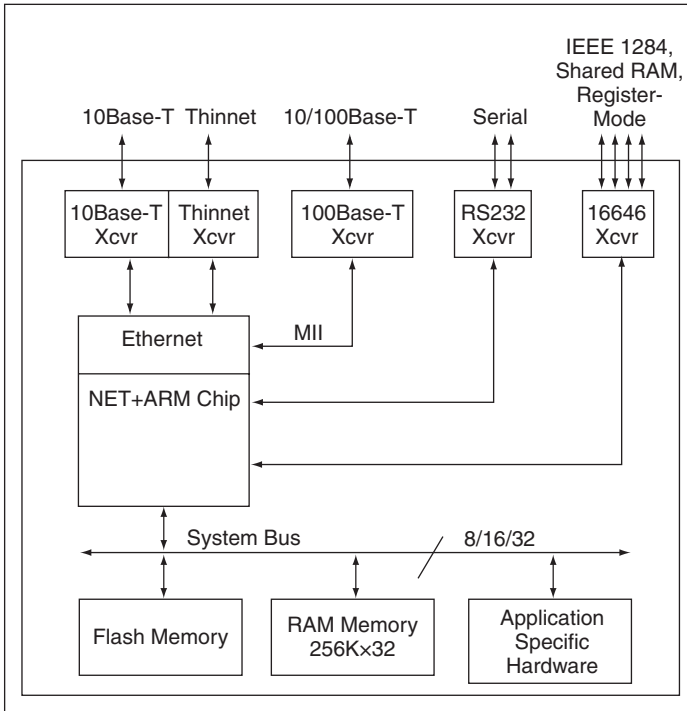 IEEE 1284,
Shared RAM,
Register-
Mode
10Base-T Thinnet 10/100Base-T Serial
10Base-T
Xcvr
Thinnet
Xcvr
100Base-T
Xcvr
RS232
Xcvr
16646
Xcvr
Ethernet
MII
NET+ARM Chip
System Bus 8/16/32
Flash Memory
RAM Memory
256K×32
Application
Specific
Hardware